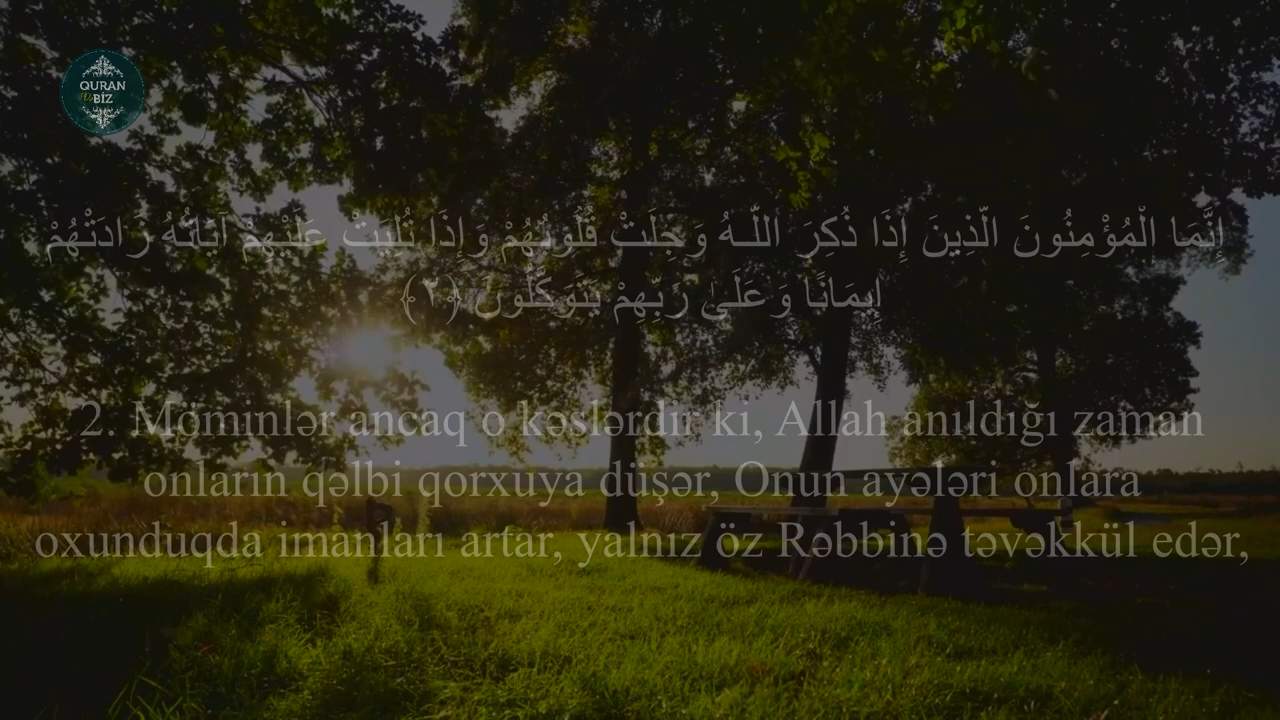 QURAN
BİZ
إِنَّمَا الْمُؤْمِنُونَ الَّذِينَ إِذَا ذُكِرَ اللَّـهُ وَجِلَتْ قُلُوبُهُمْ وَإِذَا تُلِيَتْ عَلَيْهِمْ آيَاتُهُ زَادَتْهُمْ
إِيمَانًا وَعَلَىٰ رَبِّهِمْ يَتَوَكَّلُونَ ﴿٢﴾
2. Möminlər ancaq o kəslərdir ki, Allah anıldığı zaman
onların qəlbi qorxuya düşər, Onun ayələri onlara
oxunduqda imanları artar, yalnız öz Rəbbinə təvəkkül edər,